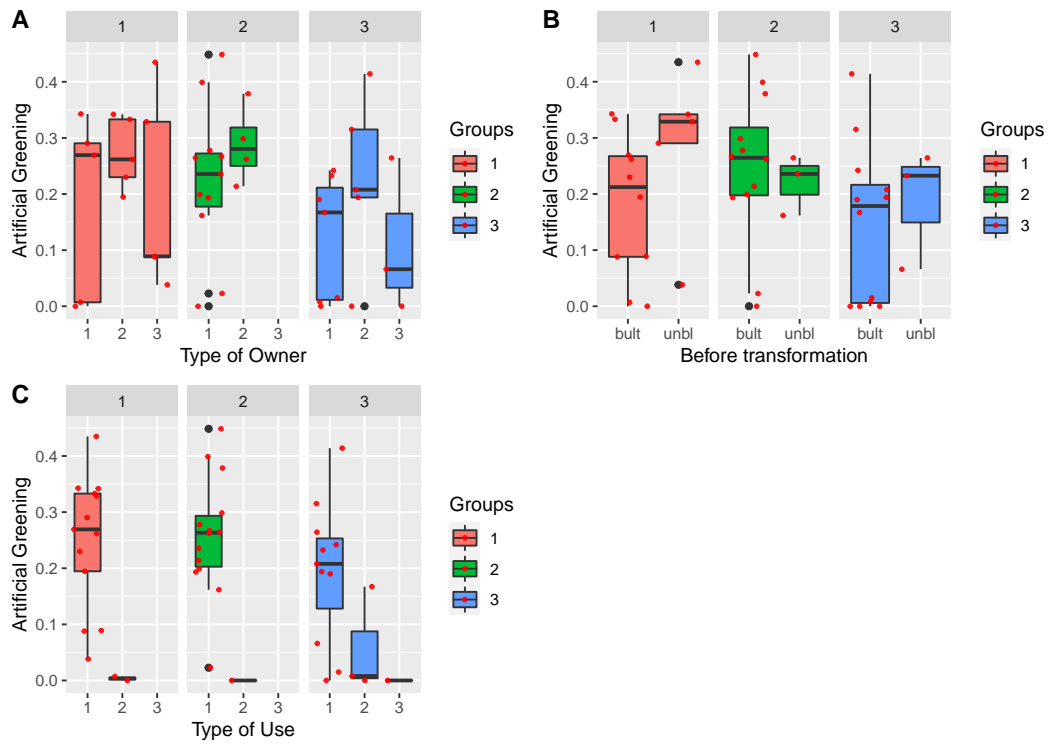 A
1 2 3
Artificial Greening
0.4
0.3
0.2
0.1
0.0
1 2 3 1 2 3 1 2 3
Type of Owner
Groups
1
2
3
B
1 2 3
Artificial Greening
0.4
0.3
0.2
0.1
0.0
bult unbl bult unbl bult unbl
Before transformation
Groups
1
2
3
C
1 2 3
Artificial Greening
0.4
0.3
0.2
0.1
0.0
1 2 3 1 2 3 1 2 3
Type of Use
Groups
1
2
3